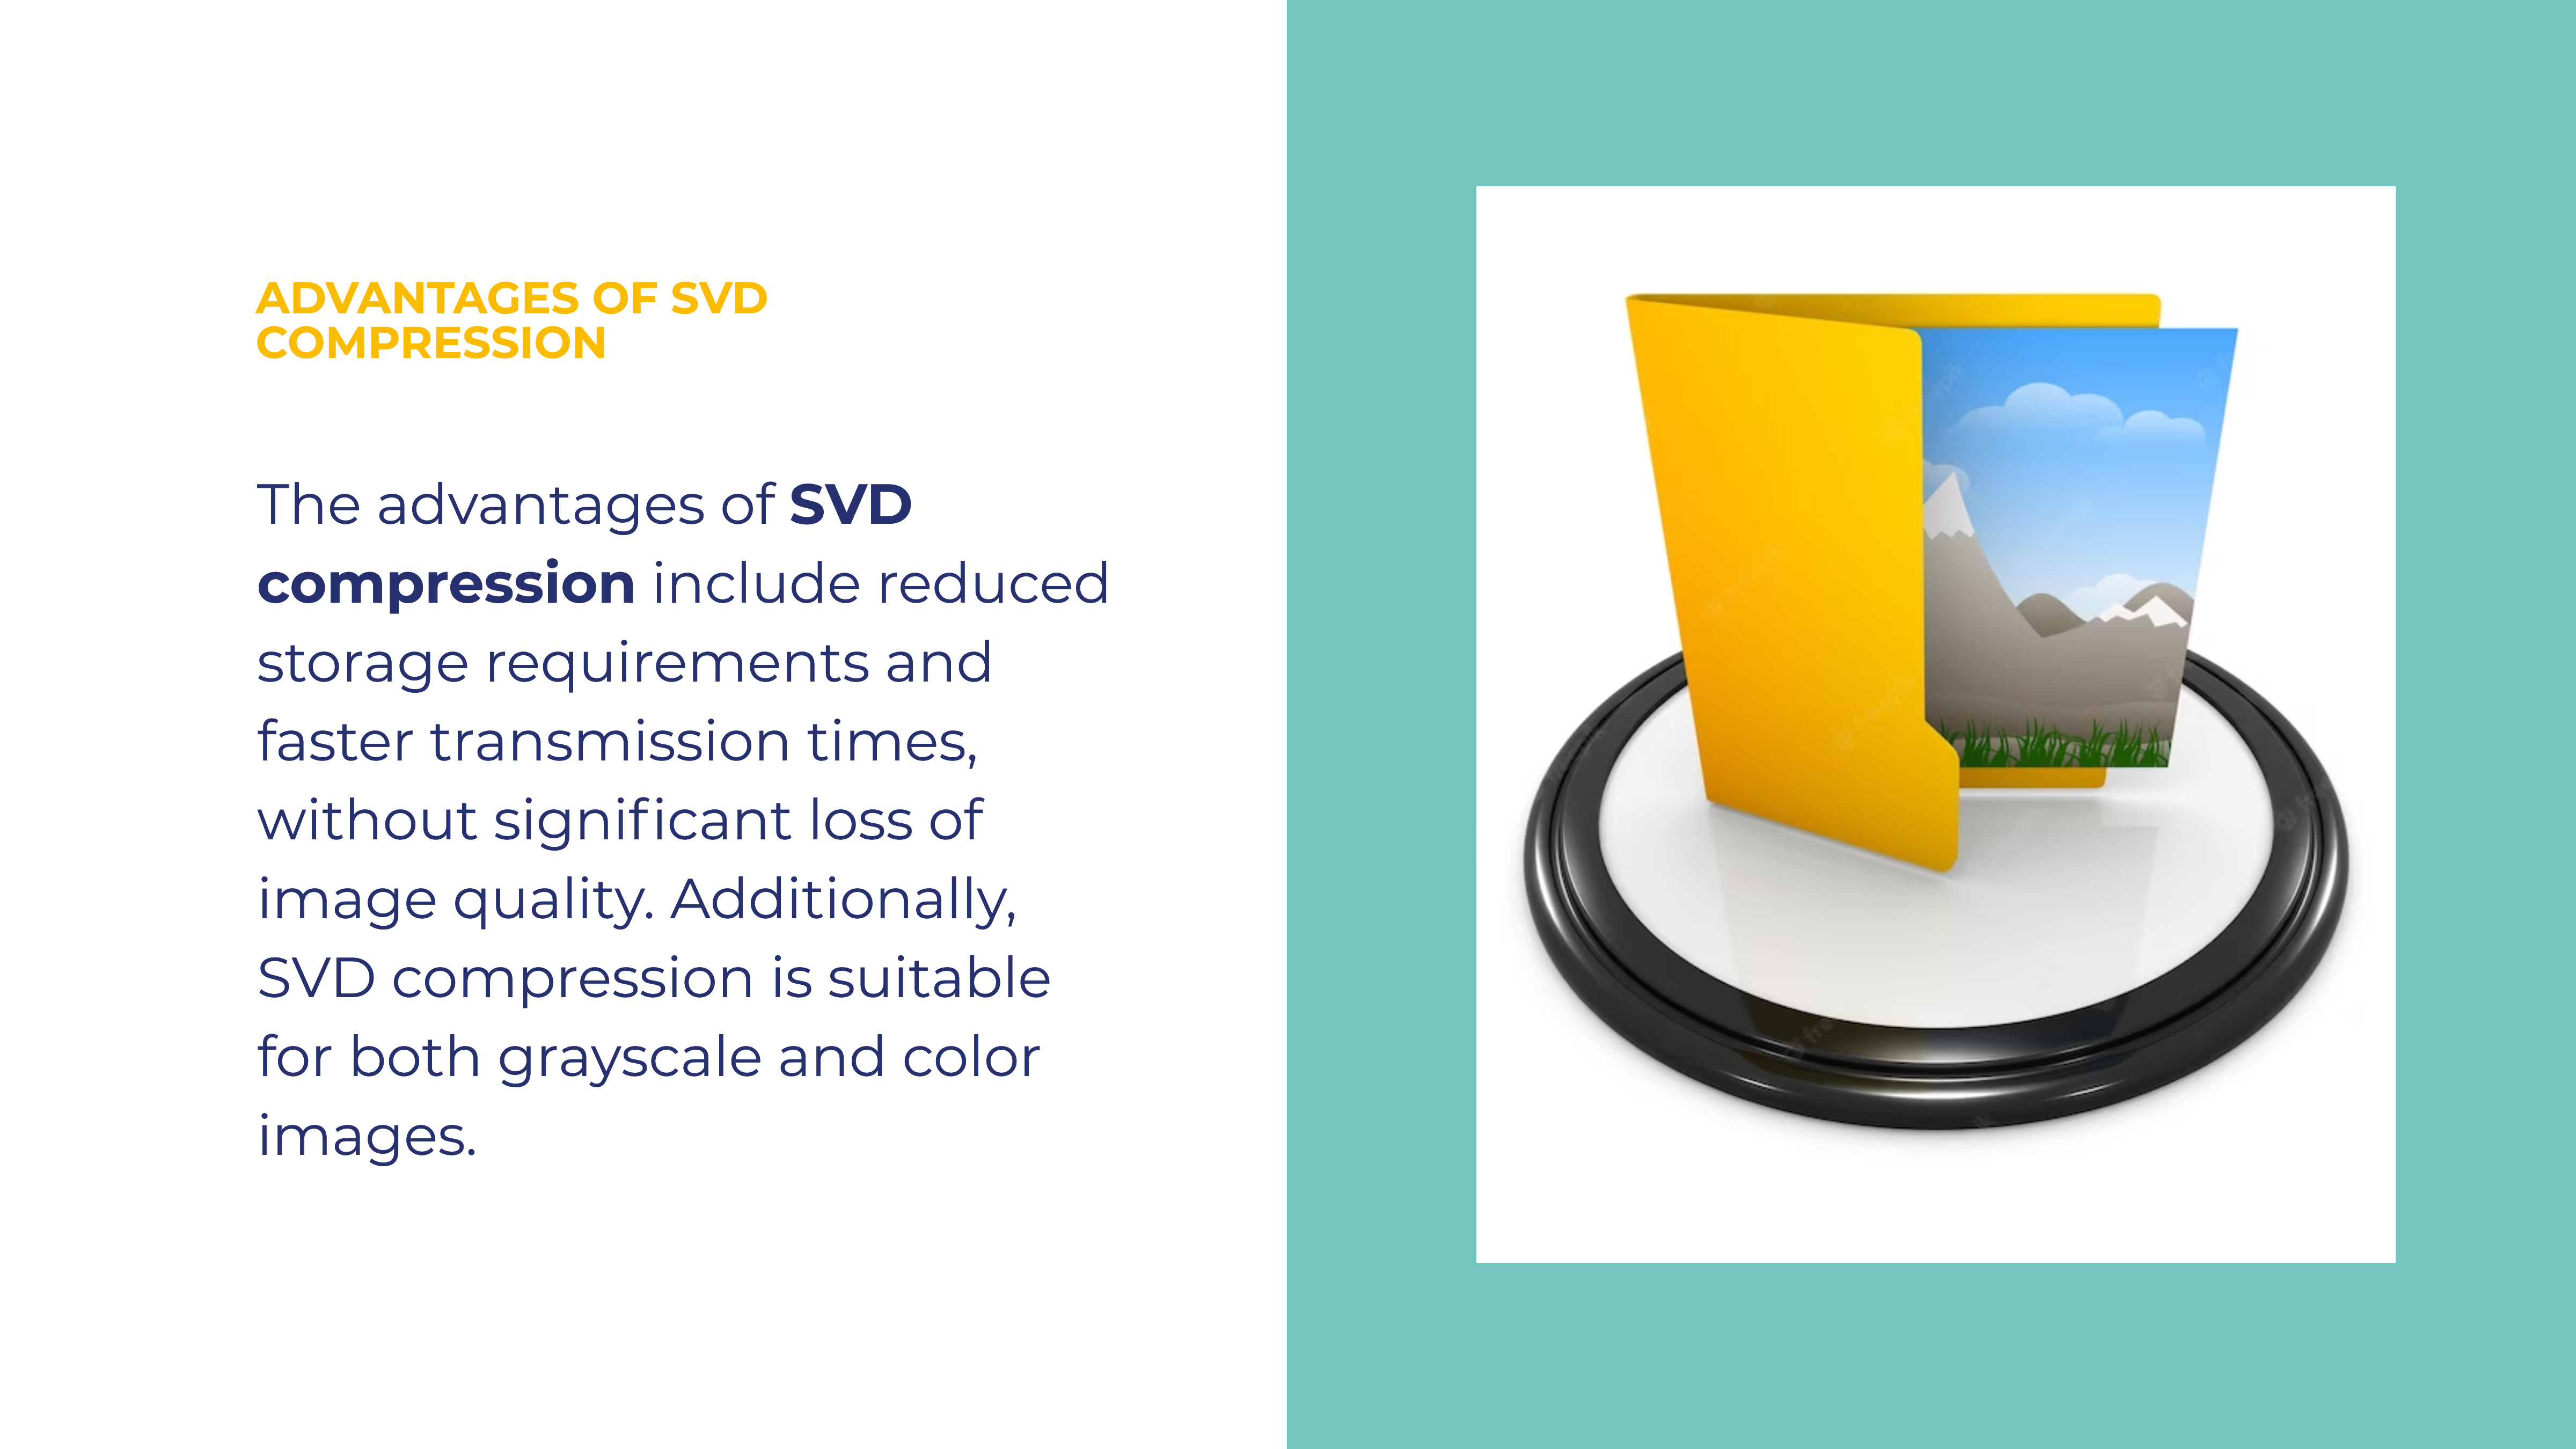 ADVANTAGES OF SVD
COMPRESSION
The advantages of SVD
compression include reduced
storage requirements and
faster transmission times,
without significant loss of
image quality. Additionally,
SVD compression is suitable
for both grayscale and color
images.